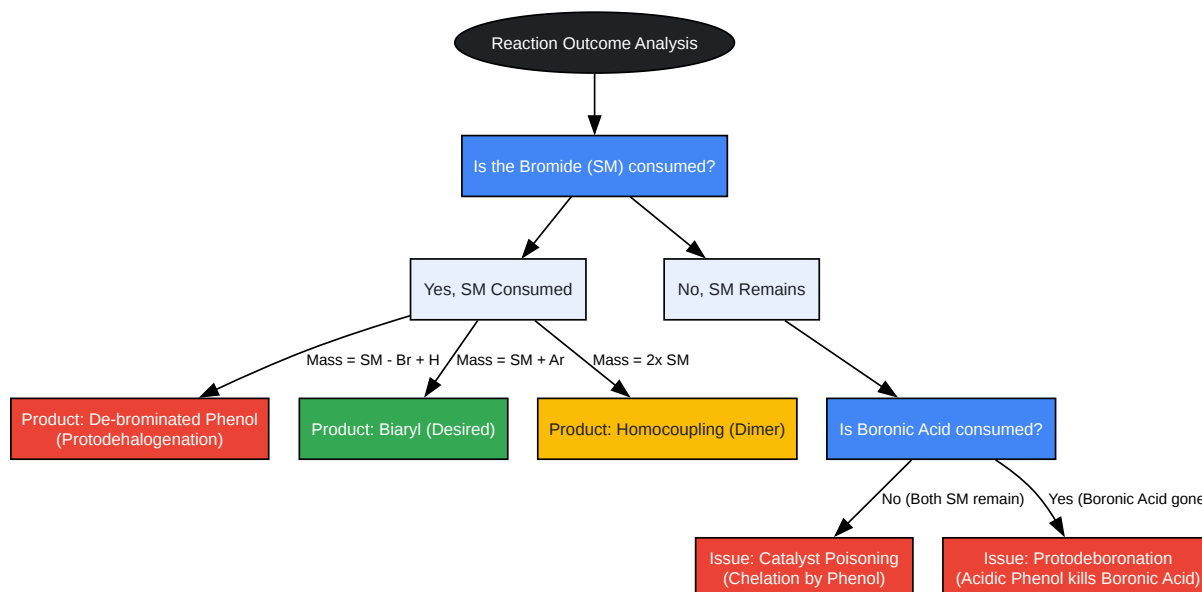 Reaction Outcome Analysis
Is the Bromide (SM) consumed?
Yes, SM Consumed
No, SM Remains
Mass = SM - Br + H
Mass = SM + Ar
Mass = 2x SM
Product: De-brominated Phenol
(Protodehalogenation)
Product: Biaryl (Desired)
Product: Homocoupling (Dimer)
Is Boronic Acid consumed?
No (Both SM remain)
Yes (Boronic Acid gone
Issue: Catalyst Poisoning
(Chelation by Phenol)
Issue: Protodeboronation
(Acidic Phenol kills Boronic Acid)